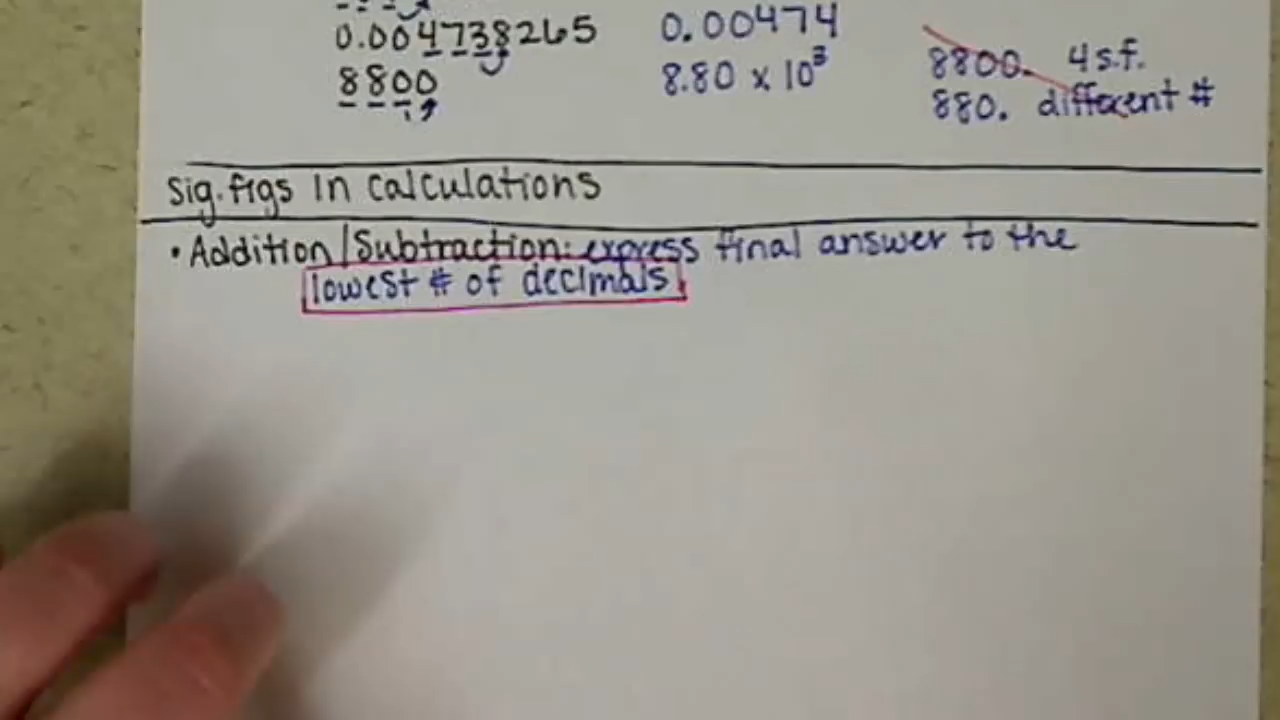 0.004738265 0.00474
8800 8.80 x 10³ 8800. 4 s.f.
880. different #
Sig. figs in calculations
• Addition/Subtraction: express final answer to the
lowest # of decimals